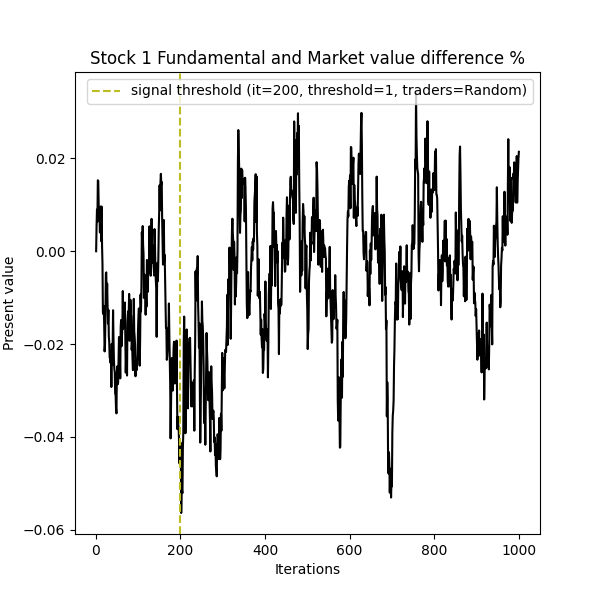 Stock 1 Fundamental and Market value difference %
signal threshold (it=200, threshold=1, traders=Random)
0.02
0.00
−0.02
−0.04
−0.06
Present value
0 200 400 600 800 1000
Iterations